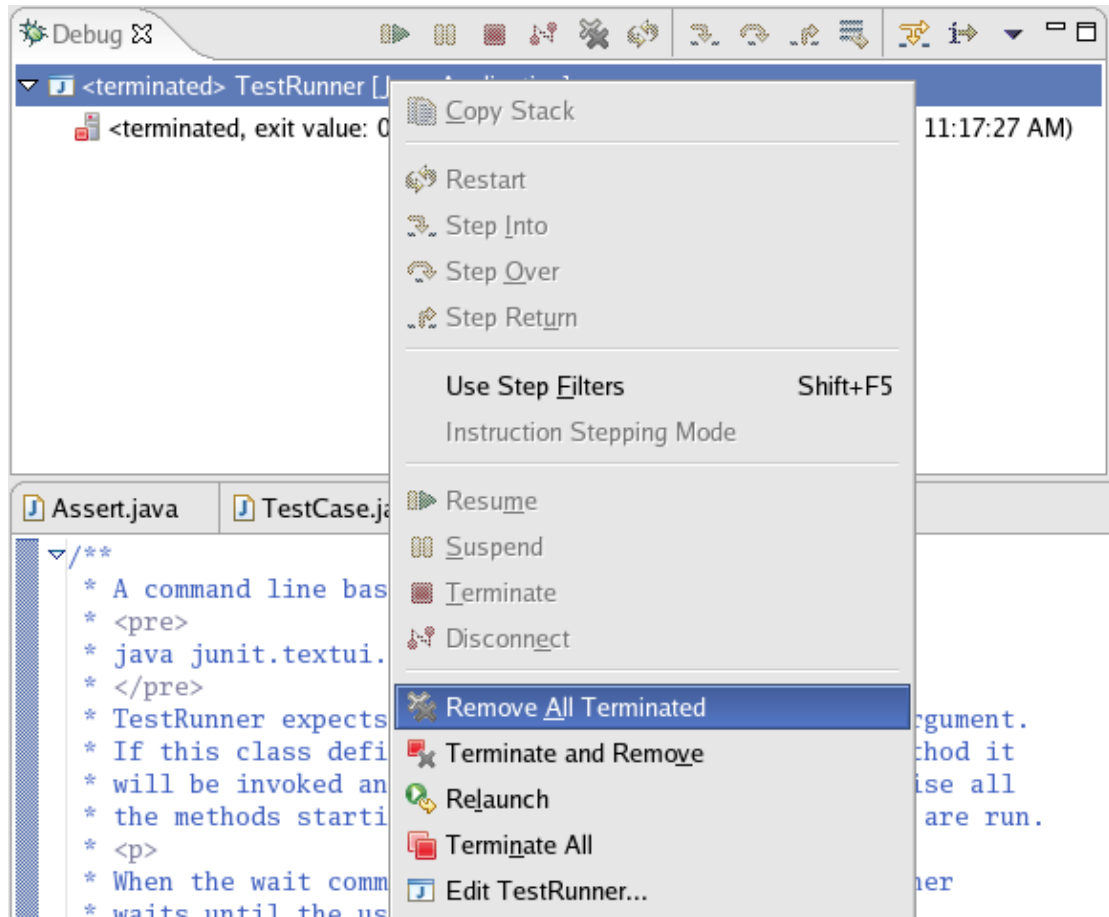 Debug
<terminated> TestRunner [
<terminated, exit value: 0
11:17:27 AM)
Copy Stack
Restart
Step Into
Step Over
Step Return
Use Step Filters Shift+F5
Instruction Stepping Mode
Resume
Suspend
Terminate
Disconnect
Remove All Terminated
Terminate and Remove
Relaunch
Terminate All
Edit TestRunner...
Assert.java
TestCase.ja
/**
* A command line bas
* <pre>
* java junit.textui.
* </pre>
* TestRunner expects rgument.
* If this class defi thod it
* will be invoked an ise all
* the methods starti are run.
* <p>
* When the wait comm ner
* waits until the us